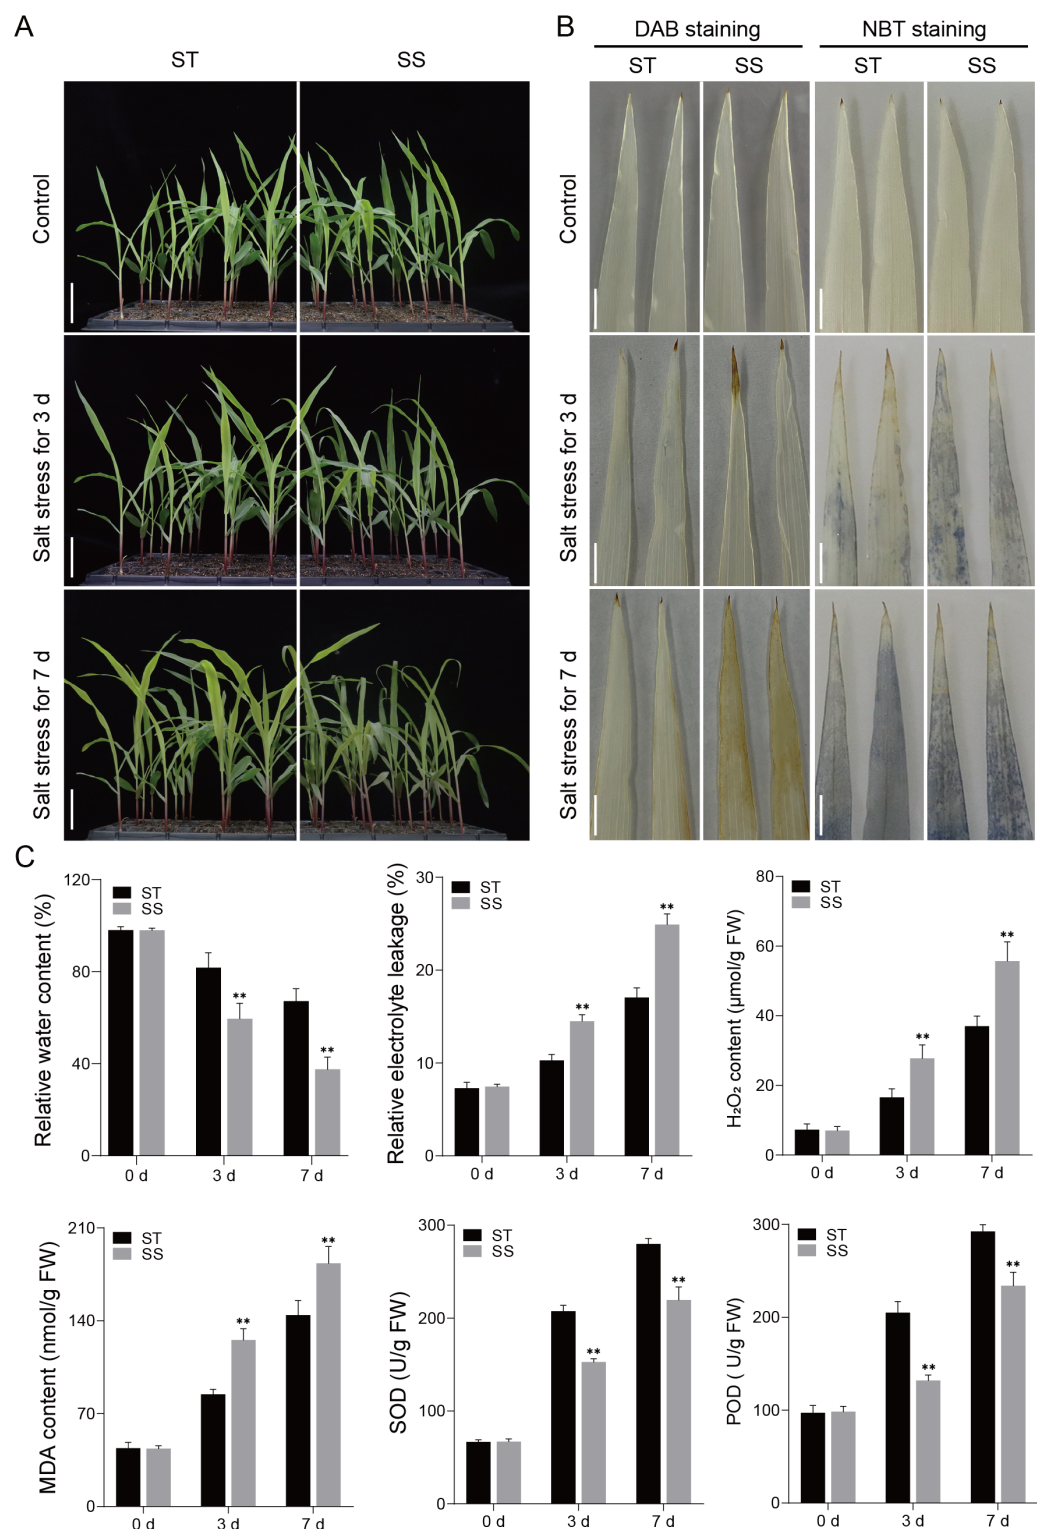 A
ST SS
Control
Salt stress for 3 d
Salt stress for 7 d
B
DAB staining NBT staining
ST SS ST SS
Control
Salt stress for 3 d
Salt stress for 7 d
C
Relative water content (%)
120
80
40
0
ST
SS
**
**
0 d 3 d 7 d
Relative electrolyte leakage (%)
30
20
10
0
ST
SS
**
**
0 d 3 d 7 d
H₂O₂ content (μmol/g FW)
80
60
40
20
0
ST
SS
**
**
0 d 3 d 7 d
MDA content (nmol/g FW)
210
140
70
0
ST
SS
**
**
0 d 3 d 7 d
SOD (U/g FW)
300
200
100
0
ST
SS
**
**
0 d 3 d 7 d
POD ( U/g FW)
300
200
100
0
ST
SS
**
**
0 d 3 d 7 d